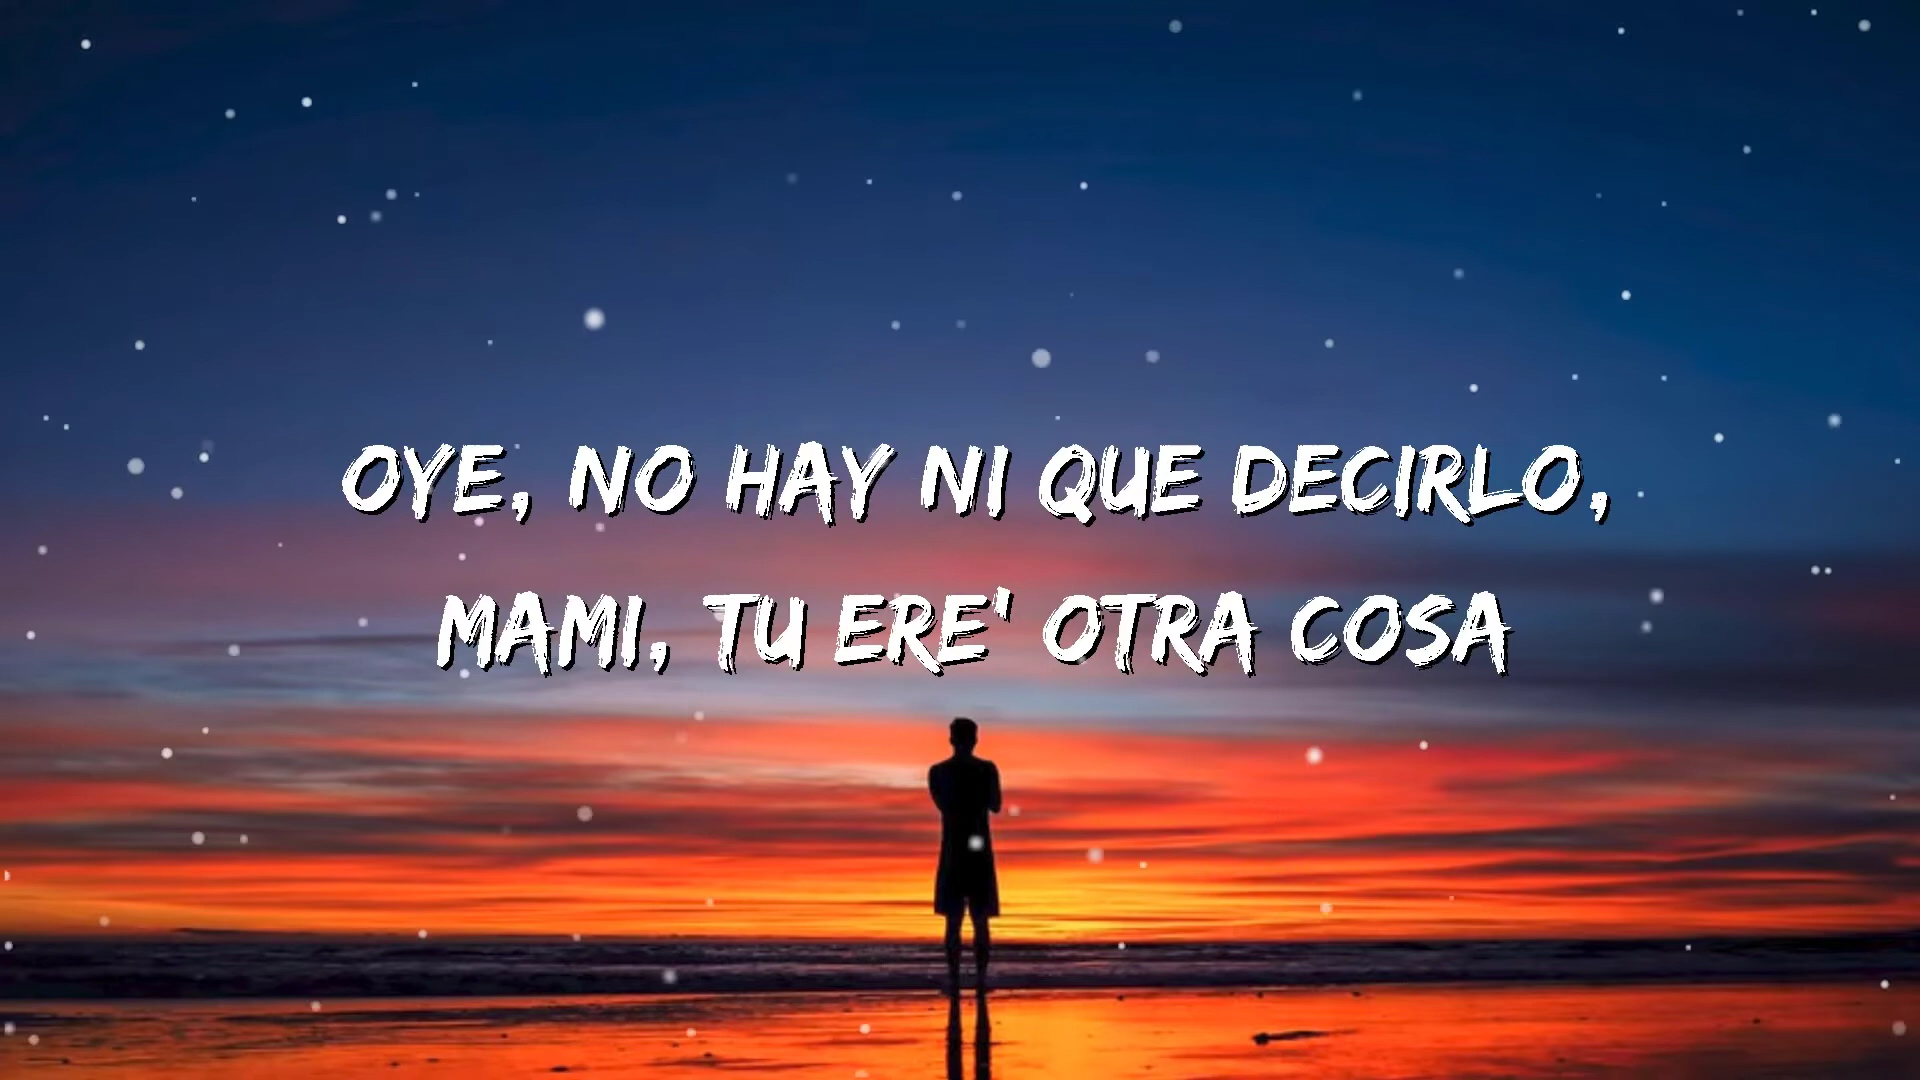 OYE, NO HAY NI QUE DECIRLO,
MAMI, TU ERE' OTRA COSA